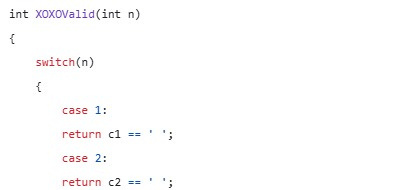 int XOXOValid(int n)
{
    switch(n)
    {
        case 1:
        return c1 == ' ';
        case 2:
        return c2 == ' ';